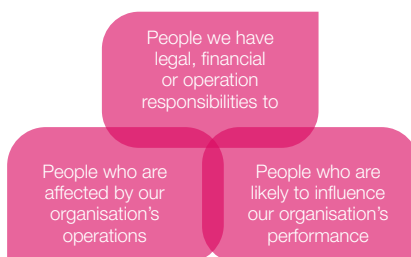 People we have
legal, financial
or operation
responsibilities to
People who are
affected by our
organisation's
operations
People who are
likely to influence
our organisation's
performance